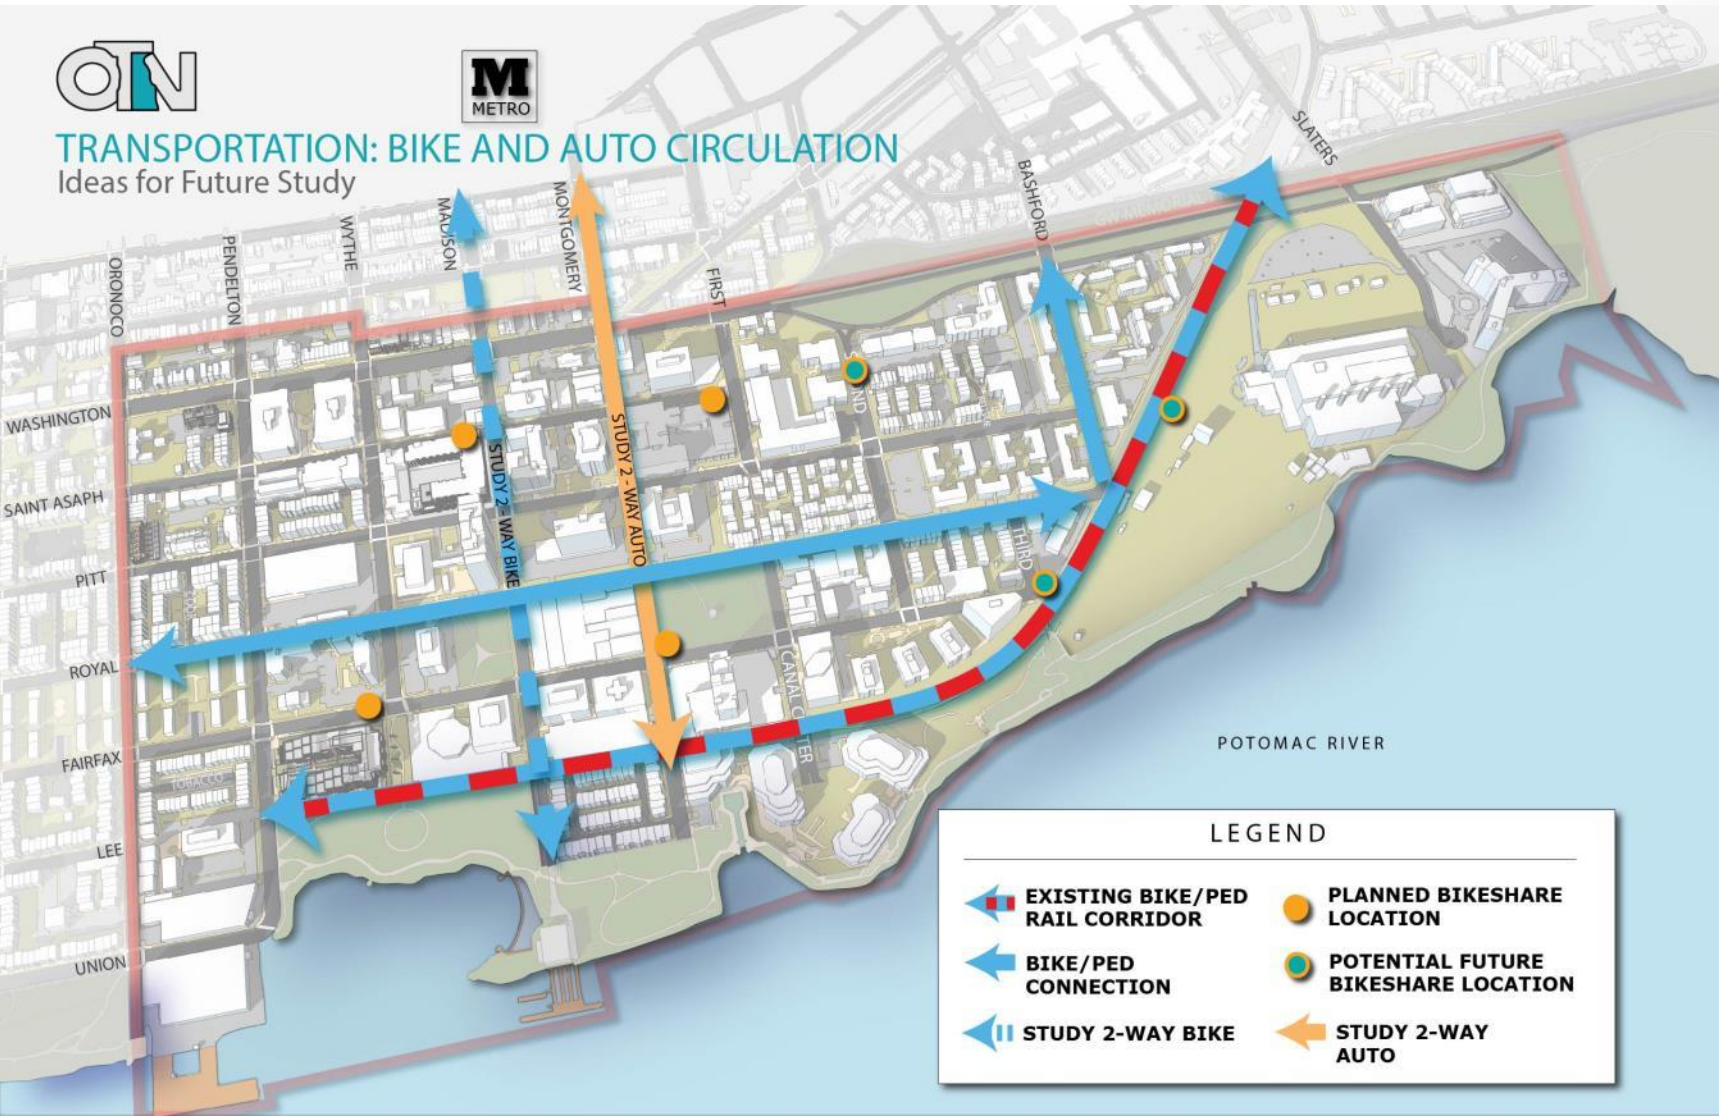 OTN
M
METRO
TRANSPORTATION: BIKE AND AUTO CIRCULATION
Ideas for Future Study
SLATERS
BASHFORD
MONTGOMERY
MADISON
WYTHE
PENDELTON
ORONOCO
FIRST
WASHINGTON
SAINT ASAPH
PITT
ROYAL
FAIRFAX
LEE
UNION
STUDY 2 - WAY BIKE
STUDY 2 - WAY AUTO
THIRD
TOBACCO
POTOMAC RIVER
LEGEND
EXISTING BIKE/PED
RAIL CORRIDOR
BIKE/PED
CONNECTION
STUDY 2-WAY BIKE
PLANNED BIKESHARE
LOCATION
POTENTIAL FUTURE
BIKESHARE LOCATION
STUDY 2-WAY
AUTO